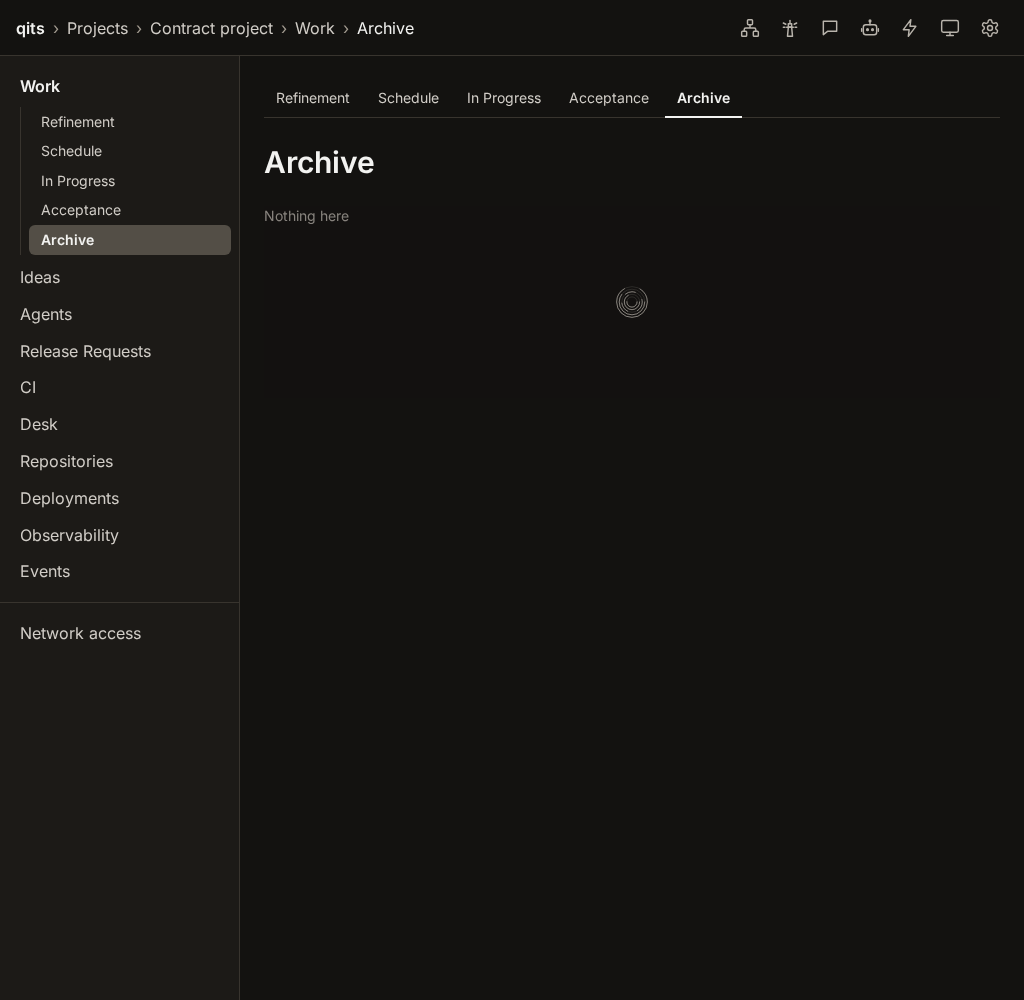 qits › Projects › Contract project › Work › Archive
Work
Refinement
Schedule
In Progress
Acceptance
Archive
Ideas
Agents
Release Requests
CI
Desk
Repositories
Deployments
Observability
Events
Network access
Refinement Schedule In Progress Acceptance Archive
Archive
Nothing here